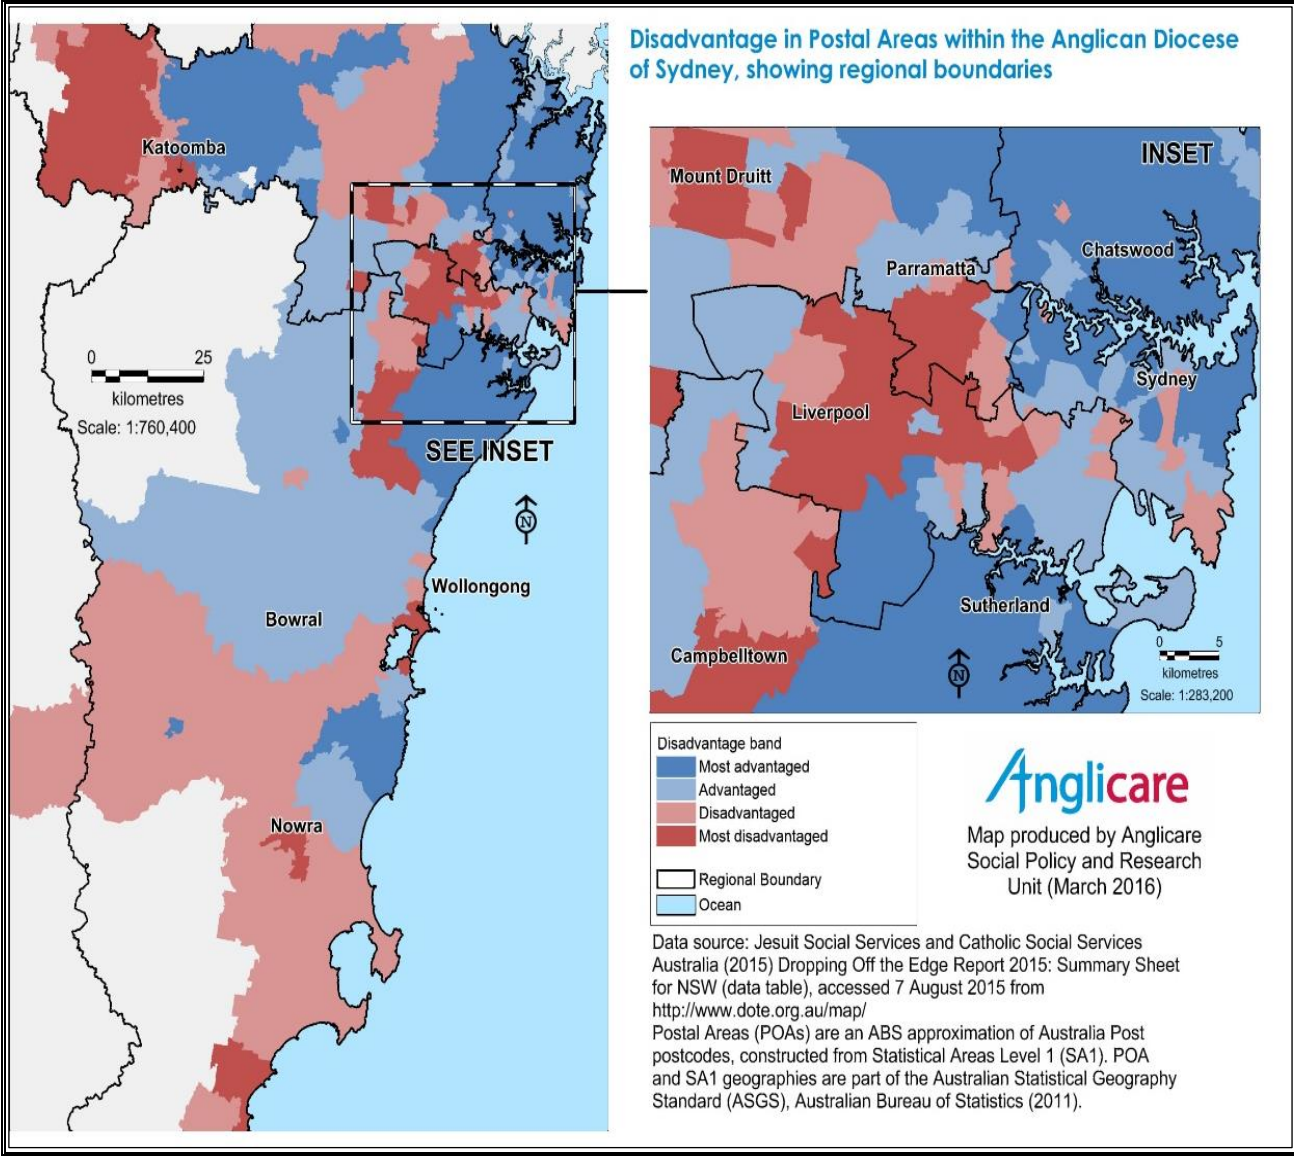 Disadvantage in Postal Areas within the Anglican Diocese
of Sydney, showing regional boundaries
Katoomba
0 25
kilometres
Scale: 1:760,400
SEE INSET
N
Wollongong
Bowral
Nowra
INSET
Mount Druitt
Chatswood
Parramatta
Sydney
Liverpool
Sutherland
Campbelltown
N
0 5
kilometres
Scale: 1:283,200
Disadvantage band
Most advantaged
Advantaged
Disadvantaged
Most disadvantaged
Regional Boundary
Ocean
Anglicare
Map produced by Anglicare
Social Policy and Research
Unit (March 2016)
Data source: Jesuit Social Services and Catholic Social Services
Australia (2015) Dropping Off the Edge Report 2015: Summary Sheet
for NSW (data table), accessed 7 August 2015 from
http://www.dote.org.au/map/
Postal Areas (POAs) are an ABS approximation of Australia Post
postcodes, constructed from Statistical Areas Level 1 (SA1). POA
and SA1 geographies are part of the Australian Statistical Geography
Standard (ASGS), Australian Bureau of Statistics (2011).